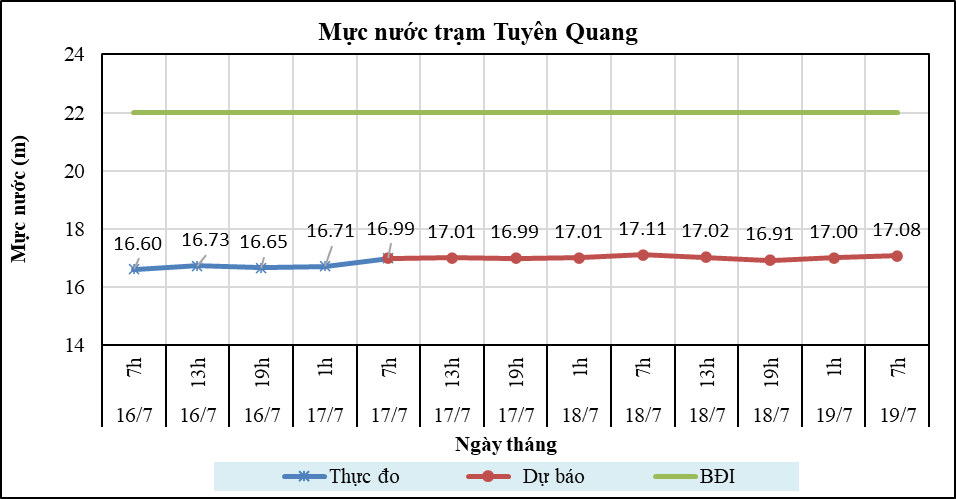 Mực nước trạm Tuyên Quang
Mực nước (m)
24
22
20
18
16
14
16.60 16.73 16.65 16.71 16.99 17.01 16.99 17.01 17.11 17.02 16.91 17.00 17.08
7h 13h 19h 1h 7h 13h 19h 1h 7h 13h 19h 1h 7h
16/7 16/7 16/7 17/7 17/7 17/7 17/7 18/7 18/7 18/7 18/7 19/7 19/7
Ngày tháng
Thực đo Dự báo BĐI